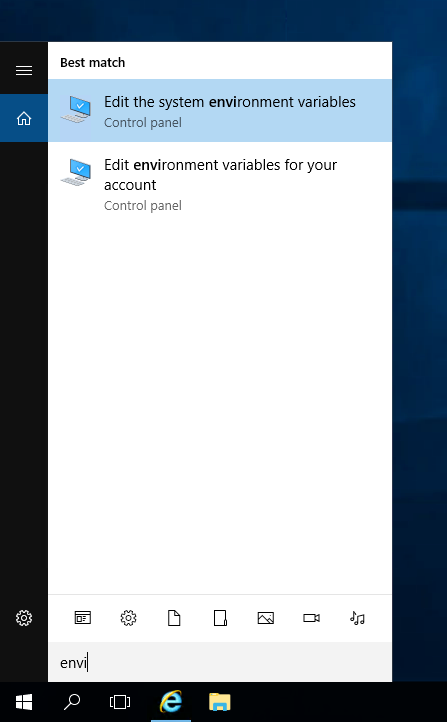 Best match
Edit the system environment variables
Control panel
Edit environment variables for your
account
Control panel
envi